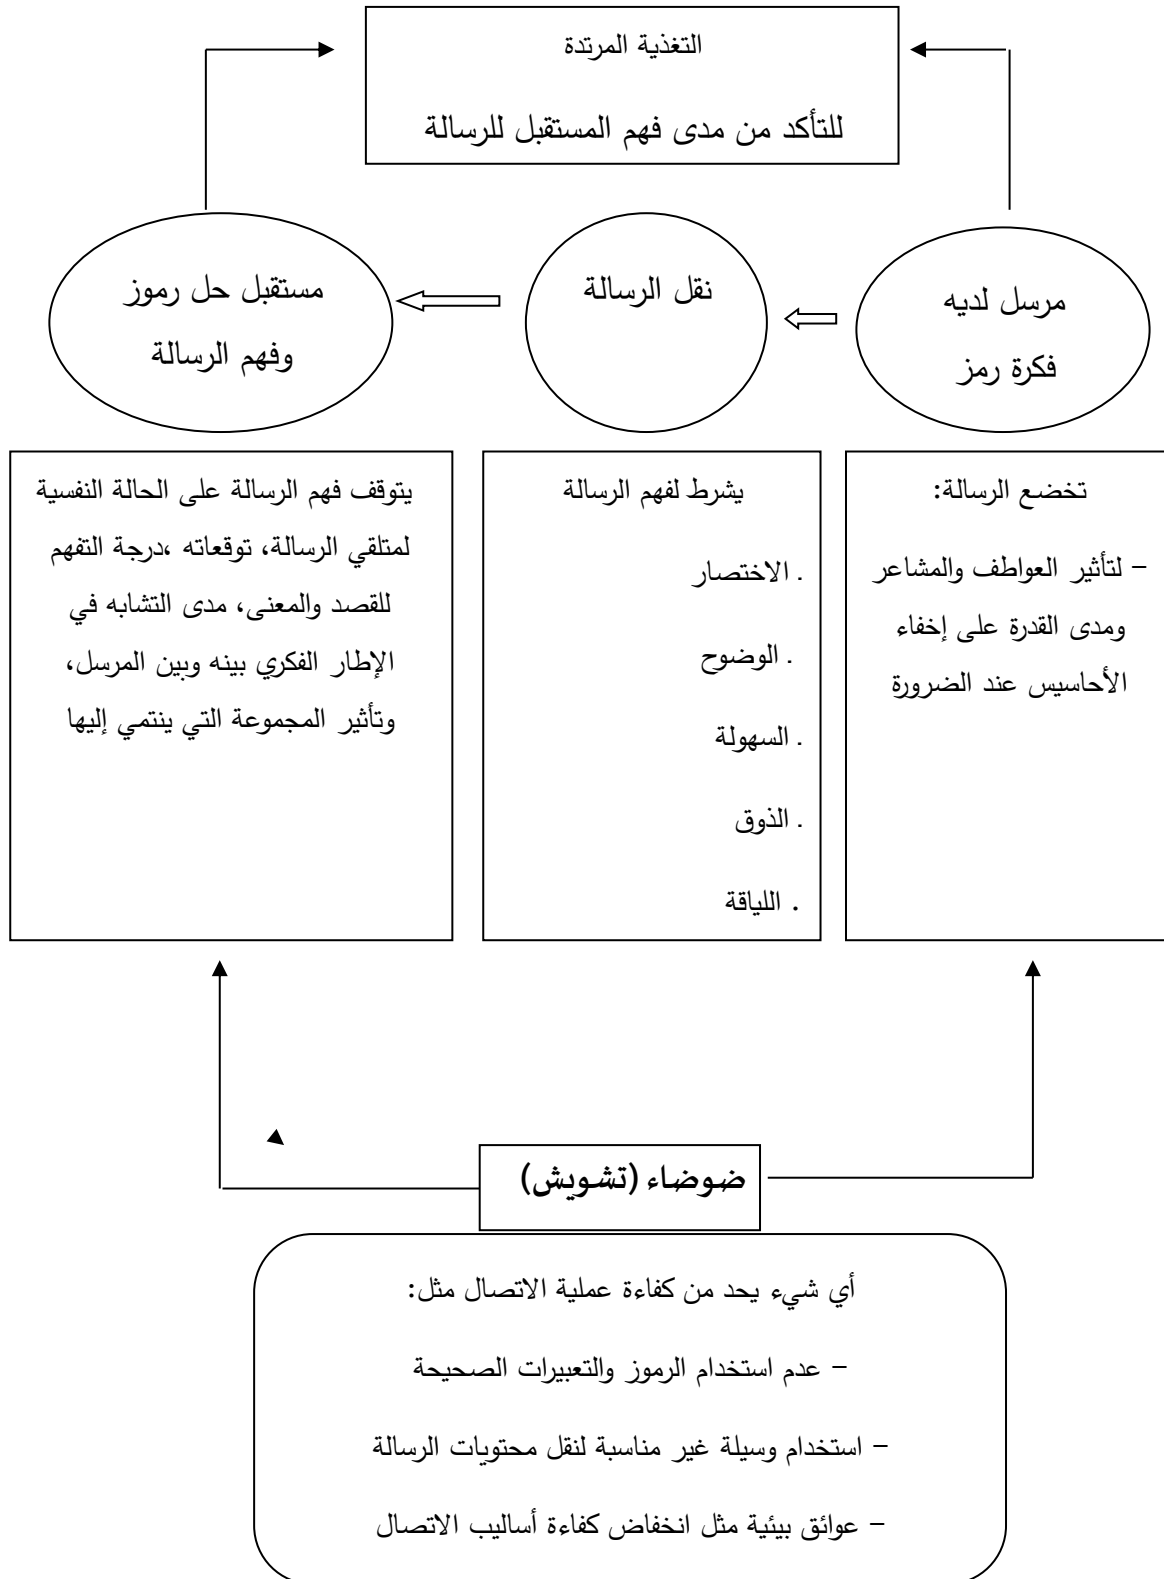 التغذية المرتدة
للتأكد من مدى فهم المستقبل للرسالة
مرسل لديه
فكرة رمز
نقل الرسالة
مستقبل حل رموز
وفهم الرسالة
تخضع الرسالة:
– لتأثير العواطف والمشاعر
ومدى القدرة على إخفاء
الأحاسيس عند الضرورة
يشرط لفهم الرسالة
. الاختصار
. الوضوح
. السهولة
. الذوق
. اللياقة
يتوقف فهم الرسالة على الحالة النفسية
لمتلقي الرسالة، توقعاته ،درجة التفهم
للقصد والمعنى، مدى التشابه في
الإطار الفكري بينه وبين المرسل،
وتأثير المجموعة التي ينتمي إليها
ضوضاء (تشويش)
أي شيء يحد من كفاءة عملية الاتصال مثل:
– عدم استخدام الرموز والتعبيرات الصحيحة
– استخدام وسيلة غير مناسبة لنقل محتويات الرسالة
– عوائق بيئية مثل انخفاض كفاءة أساليب الاتصال